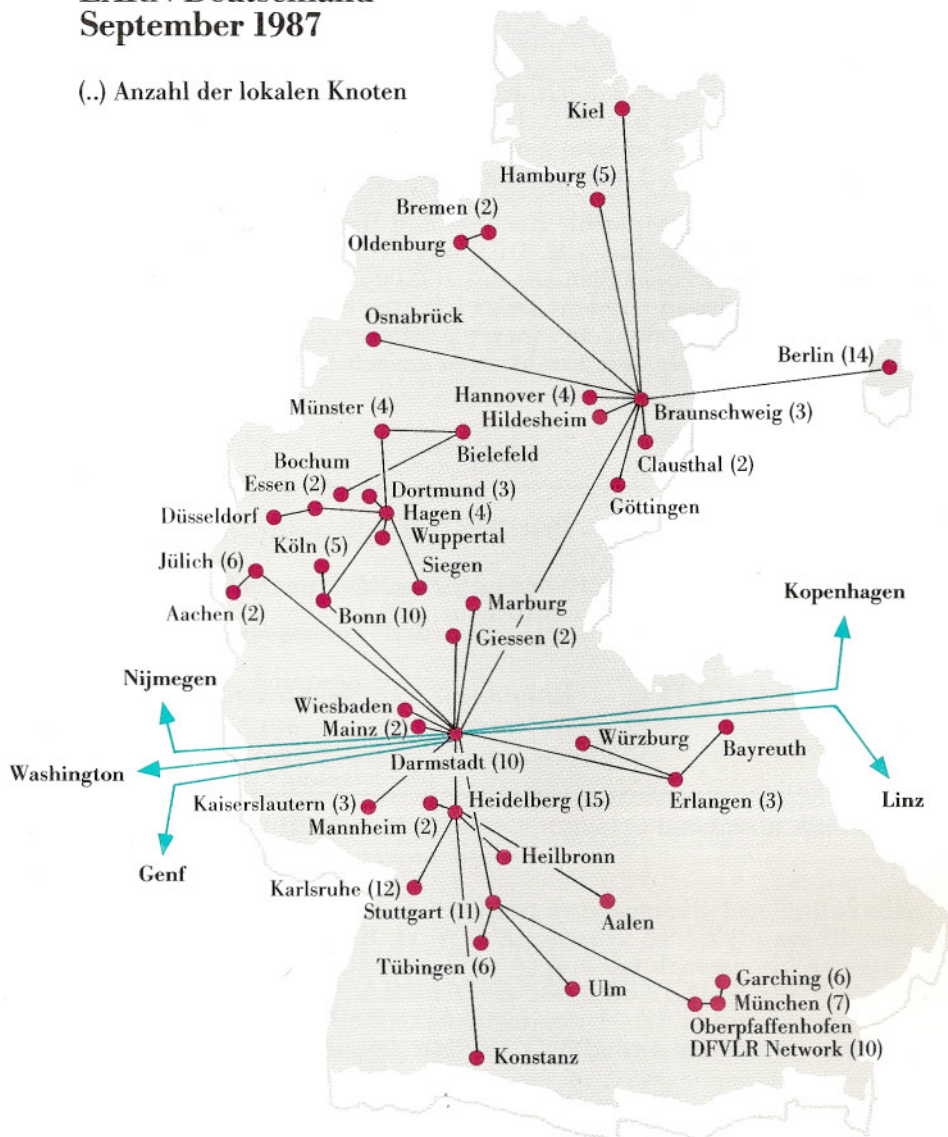 September 1987
(..) Anzahl der lokalen Knoten
Kiel
Hamburg (5)
Bremen (2)
Oldenburg
Osnabrück
Berlin (14)
Hannover (4)
Braunschweig (3)
Hildesheim
Münster (4)
Bielefeld
Clausthal (2)
Bochum
Essen (2)
Dortmund (3)
Göttingen
Düsseldorf
Hagen (4)
Wuppertal
Köln (5)
Jülich (6)
Siegen
Aachen (2)
Bonn (10)
Marburg
Kopenhagen
Giessen (2)
Nijmegen
Wiesbaden
Mainz (2)
Würzburg
Bayreuth
Darmstadt (10)
Washington
Kaiserslautern (3)
Heidelberg (15)
Erlangen (3)
Linz
Mannheim (2)
Genf
Heilbronn
Karlsruhe (12)
Stuttgart (11)
Aalen
Tübingen (6)
Ulm
Garching (6)
München (7)
Oberpfaffenhofen
DFVLR Network (10)
Konstanz